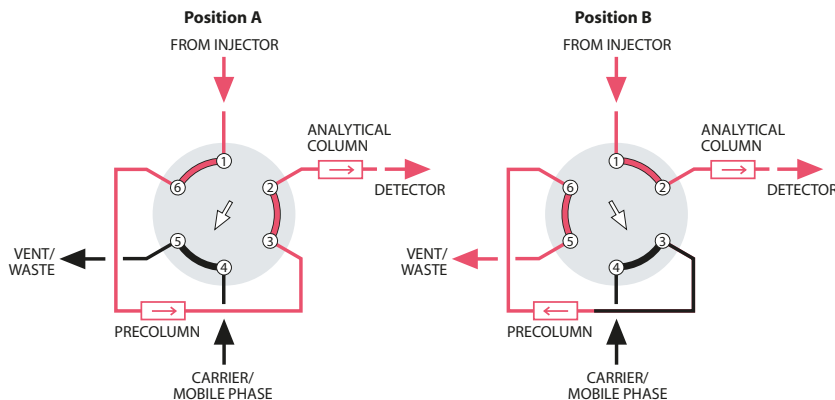 Position A
FROM INJECTOR
ANALYTICAL
COLUMN
DETECTOR
1
2
3
4
5
6
VENT/
WASTE
PRECOLUMN
CARRIER/
MOBILE PHASE
Position B
FROM INJECTOR
ANALYTICAL
COLUMN
DETECTOR
1
2
3
4
5
6
VENT/
WASTE
PRECOLUMN
CARRIER/
MOBILE PHASE